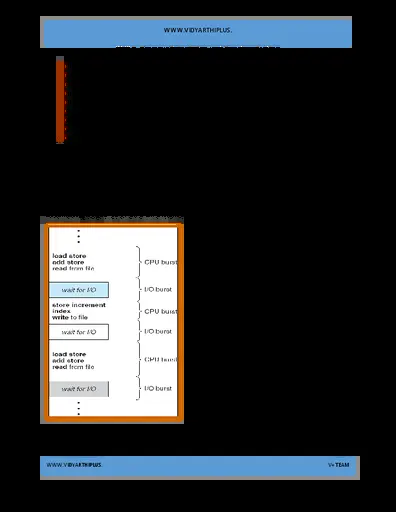 WWW.VIDYARTHIPLUS.
load store
add store
read from file
CPU burst
wait for I/O
I/O burst
store increment
index
write to file
CPU burst
wait for I/O
I/O burst
load store
add store
read from file
CPU burst
wait for I/O
I/O burst
WWW.VIDYARTHIPLUS
V+ TEAM